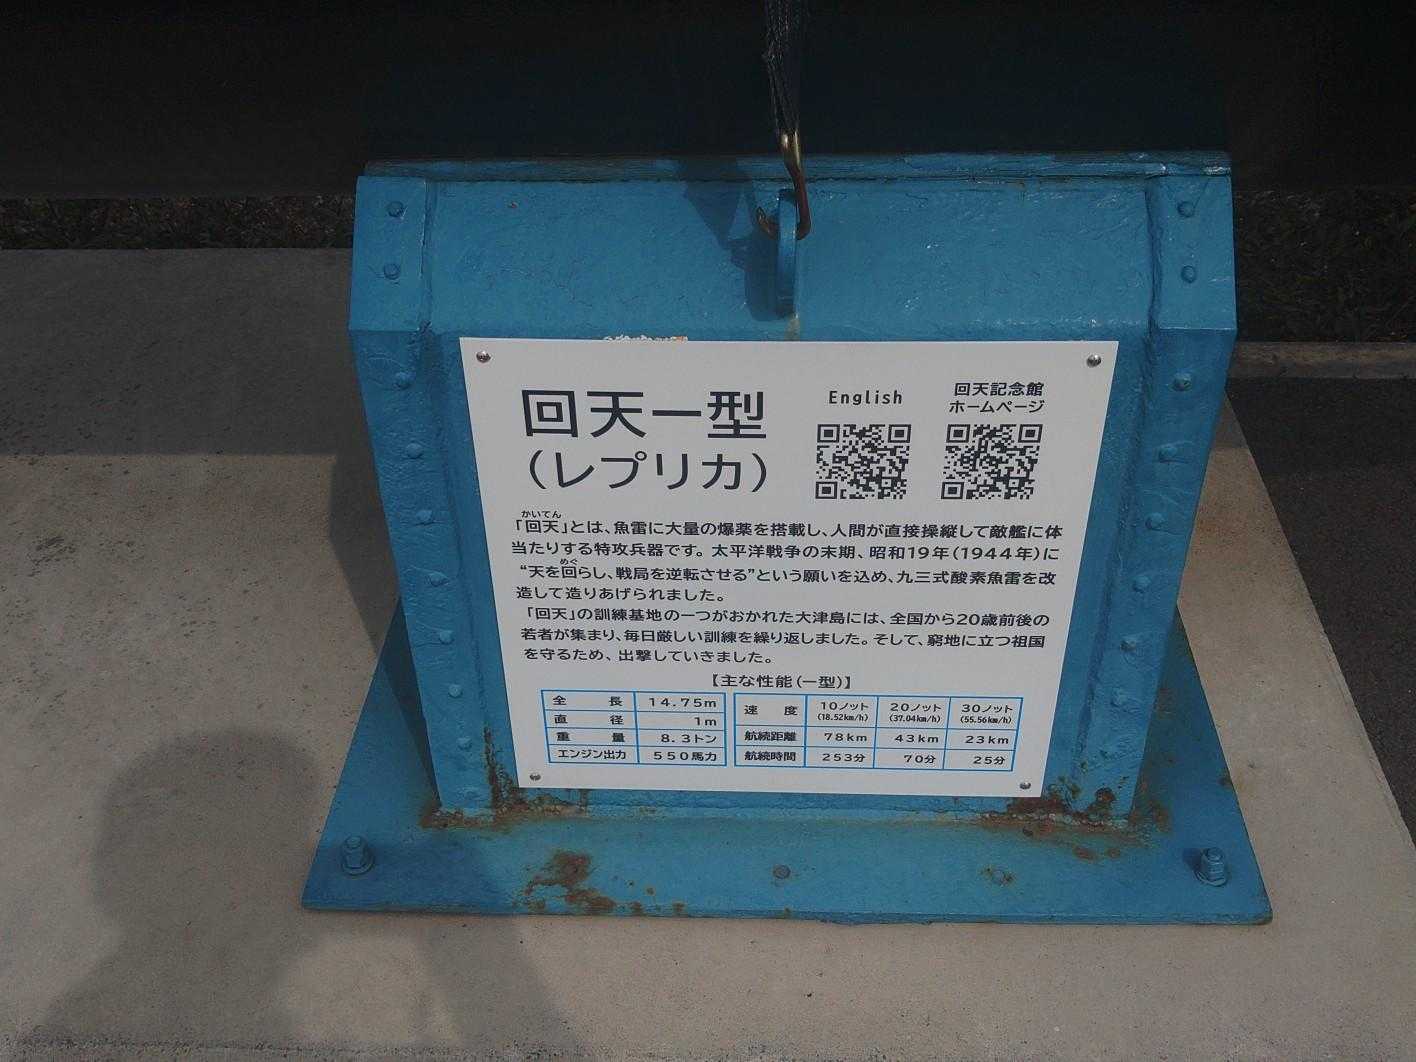 回天一型
(レプリカ)
English
回天記念館
ホームページ
かいてん
「回天」とは、魚雷に大量の爆薬を搭載し、人間が直接操縦して敵艦に体
当たりする特攻兵器です。太平洋戦争の末期、昭和19年(1944年)に
めぐ
“天を回らし、戦局を逆転させる”という願いを込め、九三式酸素魚雷を改
造して造りあげられました。
「回天」の訓練基地の一つがおかれた大津島には、全国から20歳前後の
若者が集まり、毎日厳しい訓練を繰り返しました。そして、窮地に立つ祖国
を守るため、出撃していきました。
【主な性能(一型)】
全長 14.75m
直径 1m
重量 8.3トン
エンジン出力 550馬力
速度 10ノット 20ノット 30ノット
(18.52km/h) (37.04km/h) (55.56km/h)
航続距離 78km 43km 23km
航続時間 253分 70分 25分